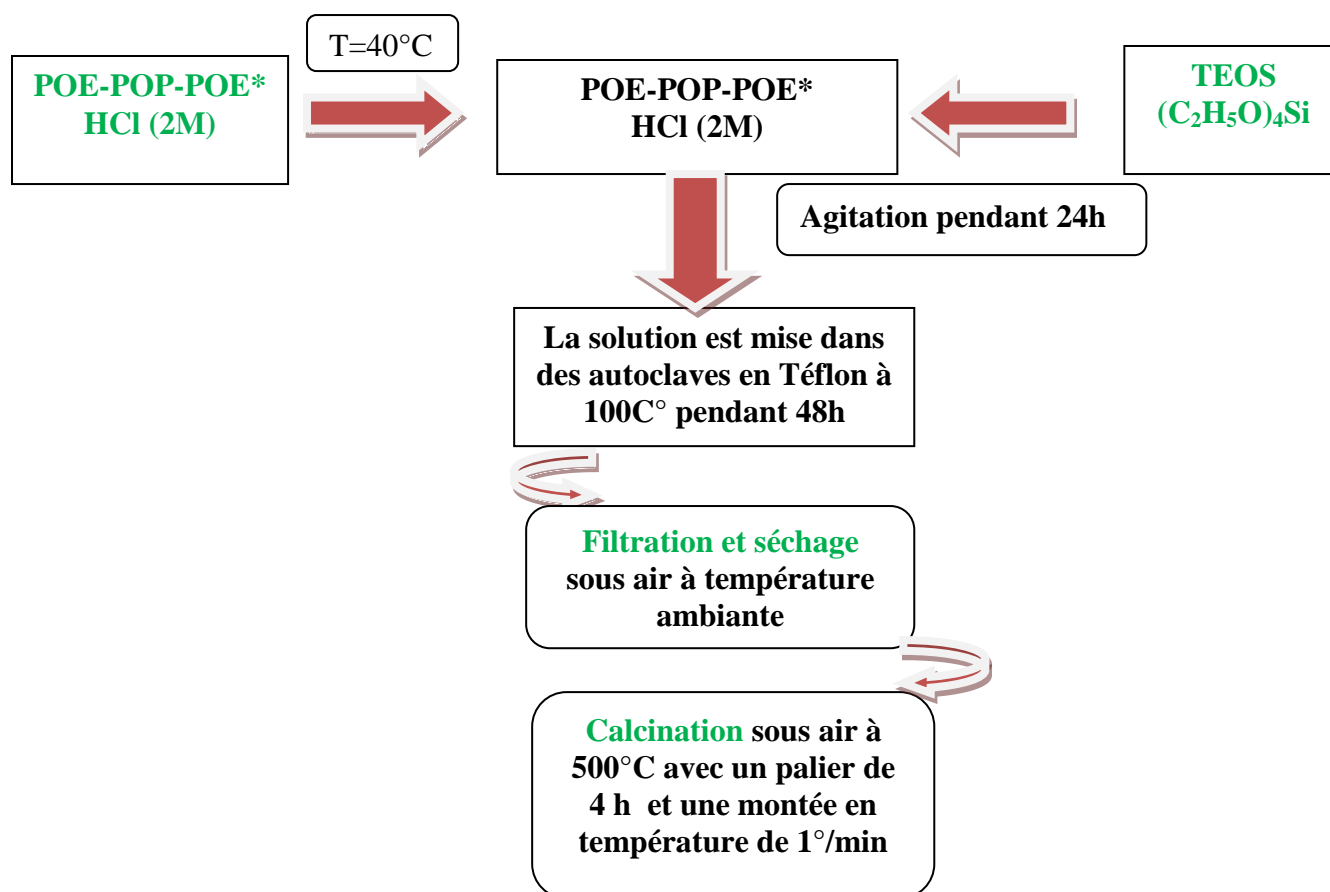 T=40°C
POE-POP-POE*
HCl (2M)
POE-POP-POE*
HCl (2M)
TEOS
(C₂H₅O)₄Si
Agitation pendant 24h
La solution est mise dans
des autoclaves en Téflon à
100C° pendant 48h
Filtration et séchage
sous air à température
ambiante
Calcination sous air à
500°C avec un palier de
4 h et une montée en
température de 1°/min